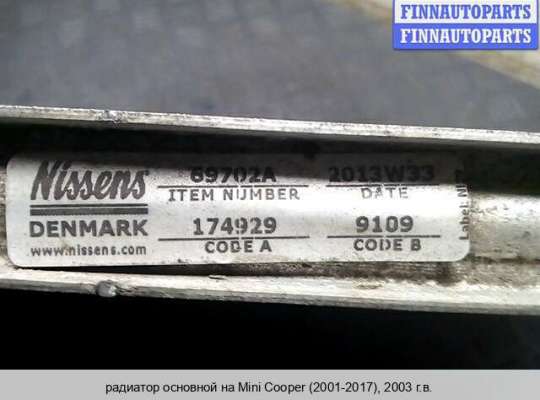 FINNAUTOPARTS
FINNAUTOPARTS
Nissens 69702A 2013W33
ITEM NUMBER DATE
DENMARK 174929 9109
www.nissens.com CODE A CODE B
радиатор основной на Mini Cooper (2001-2017), 2003 г.в.